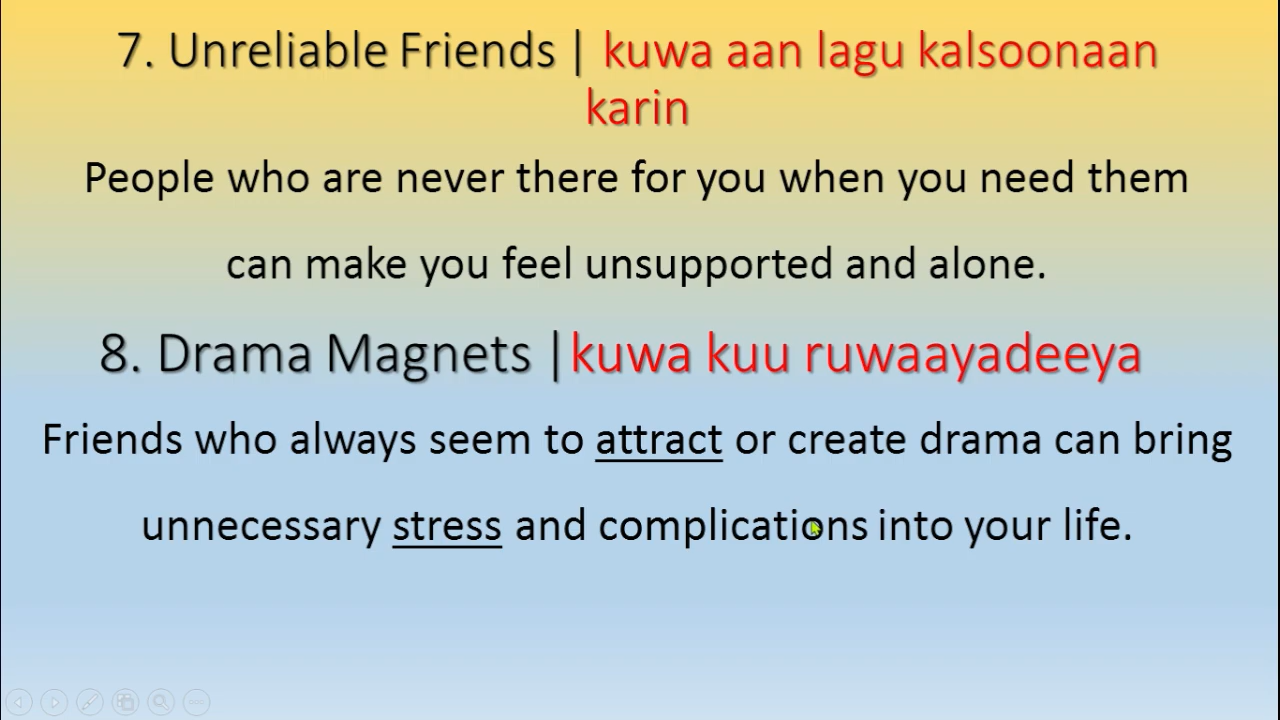 7. Unreliable Friends | kuwa aan lagu kalsoonaan
karin
People who are never there for you when you need them
can make you feel unsupported and alone.
8. Drama Magnets |kuwa kuu ruwaayadeeya
Friends who always seem to attract or create drama can bring
unnecessary stress and complications into your life.